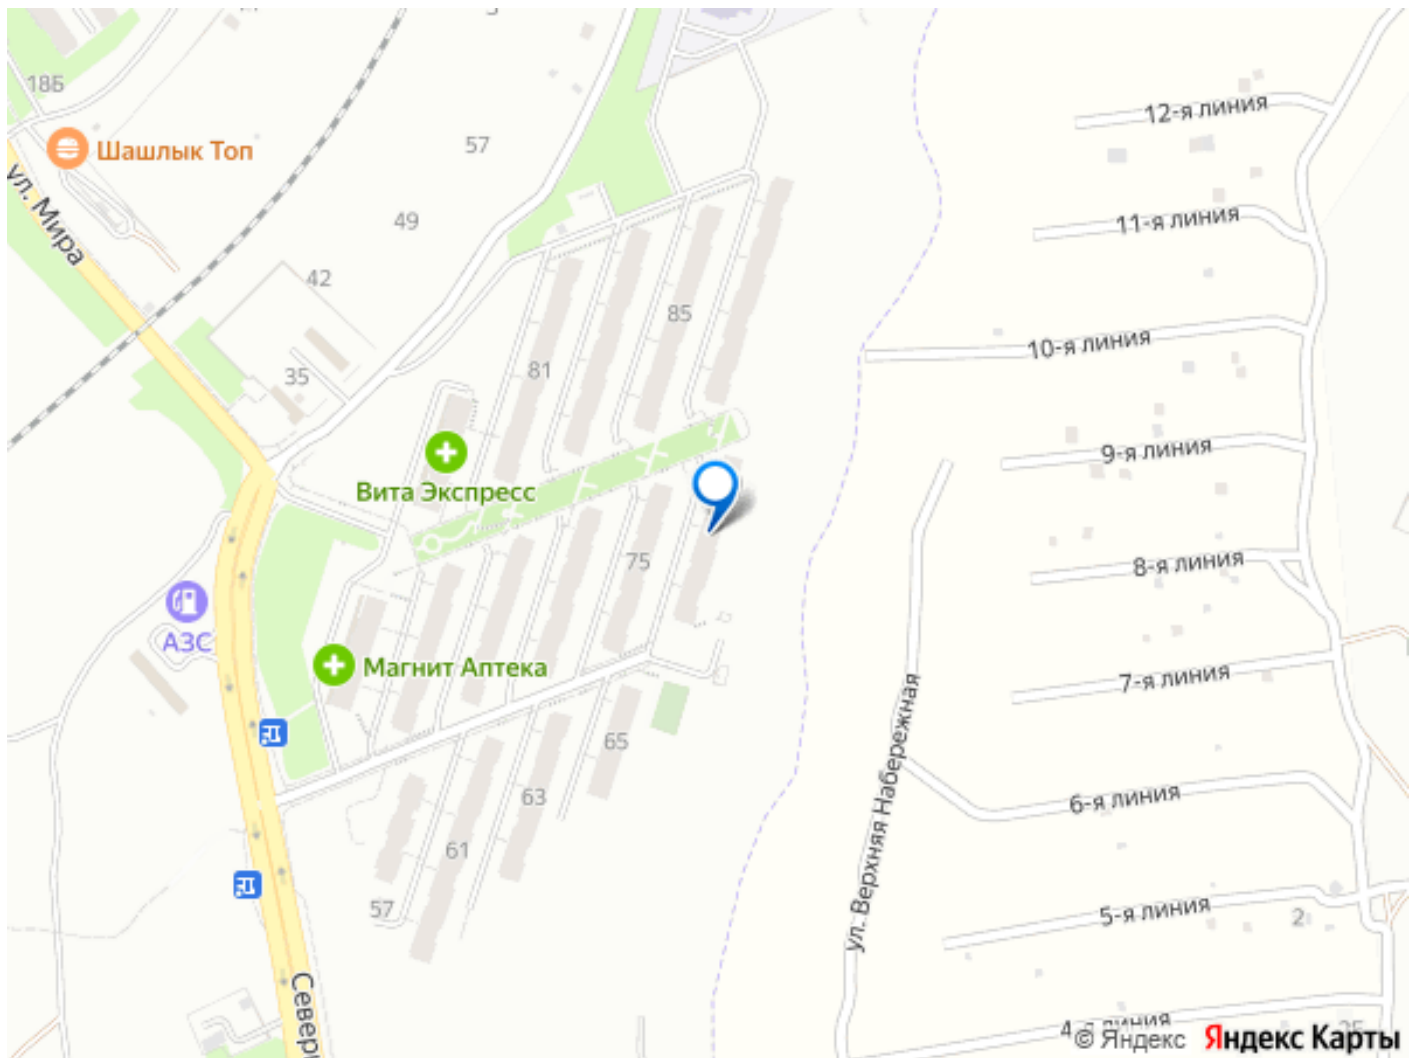 18Б
Шашлык Топ
ул. Мира
57
49
42
35
85
81
Вита Экспресс
75
АЗС
Магнит Аптека
65
63
61
57
12-я линия
11-я линия
10-я линия
9-я линия
8-я линия
7-я линия
ул. Верхняя Набережная
6-я линия
5-я линия
2
© Яндекс Яндекс Карты